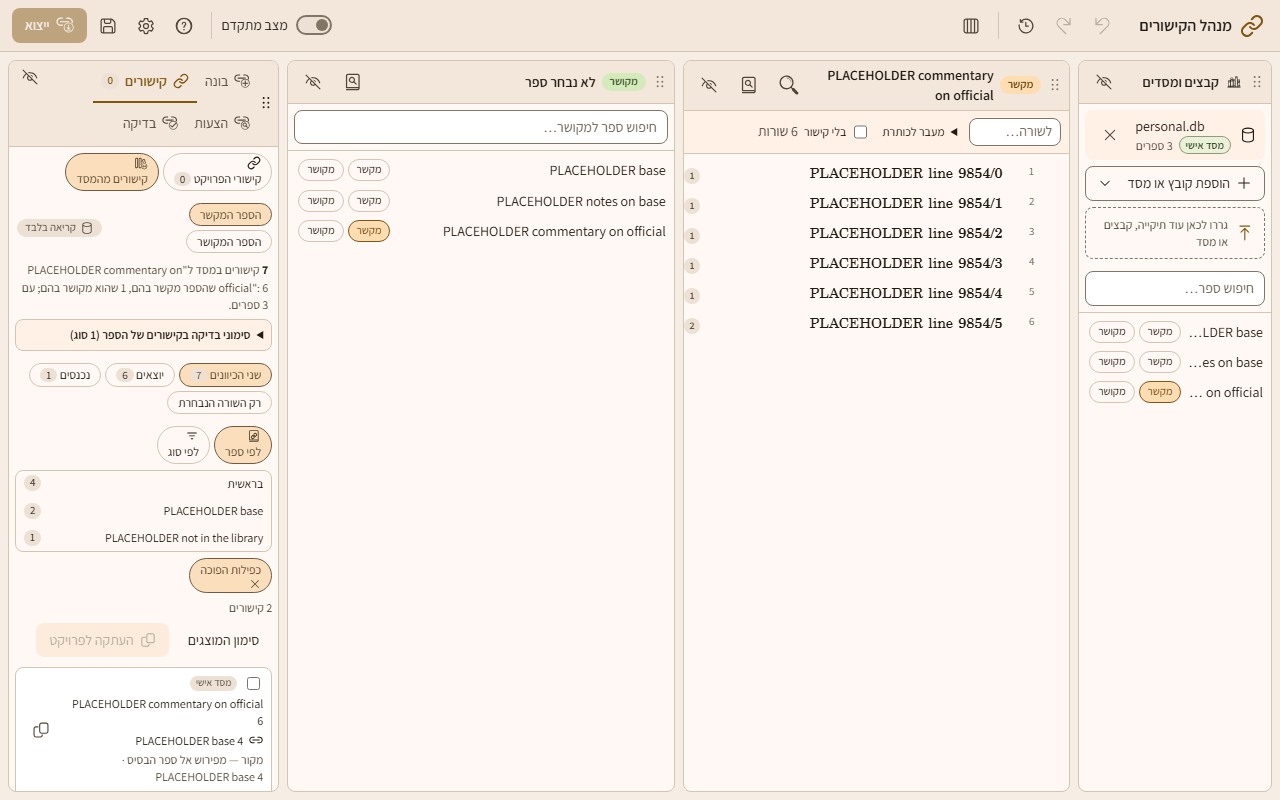 מנהל הקישורים
מצב מתקדם
ייצוא
קבצים ומסדים
personal.db
מסד אישי
3 ספרים
הוספת קובץ או מסד
גררו לכאן עוד תיקייה, קבצים או מסד
חיפוש ספר…
…LDER base
מקשר
מקושר
…es on base
מקשר
מקושר
… on official
מקשר
מקושר
מקשר
PLACEHOLDER commentary on official
לשורה…
מעבר לכותרת
בלי קישור
6 שורות
1 PLACEHOLDER line 9854/0 1
2 PLACEHOLDER line 9854/1 1
3 PLACEHOLDER line 9854/2 1
4 PLACEHOLDER line 9854/3 1
5 PLACEHOLDER line 9854/4 1
6 PLACEHOLDER line 9854/5 2
מקושר
לא נבחר ספר
חיפוש ספר למקושר…
PLACEHOLDER base
מקשר
מקושר
PLACEHOLDER notes on base
מקשר
מקושר
PLACEHOLDER commentary on official
מקשר
מקושר
בונה
קישורים 0
הצעות
בדיקה
קישורי הפרויקט 0
קישורים מהמסד
הספר המקשר
הספר המקושר
קריאה בלבד
7 קישורים במסד ל"PLACEHOLDER commentary on
official": 6 שהספר מקשר בהם, 1 שהוא מקושר בהם; עם
3 ספרים.
סימוני בדיקה בקישורים של הספר (1 סוג)
שני הכיוונים 7
יוצאים 6
נכנסים 1
רק השורה הנבחרת
לפי ספר
לפי סוג
בראשית 4
PLACEHOLDER base 2
PLACEHOLDER not in the library 1
כפילות הפוכה
2 קישורים
סימון המוצגים
העתקה לפרויקט
מסד אישי
PLACEHOLDER commentary on official
6
PLACEHOLDER base 4
מקור — מפירוש אל ספר הבסיס ·
PLACEHOLDER base 4